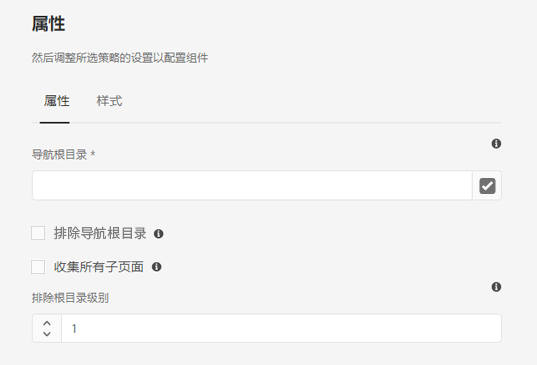 属性
然后调整所选策略的设置以配置组件
属性 样式
导航根目录 *
排除导航根目录
收集所有子页面
排除根目录级别
1